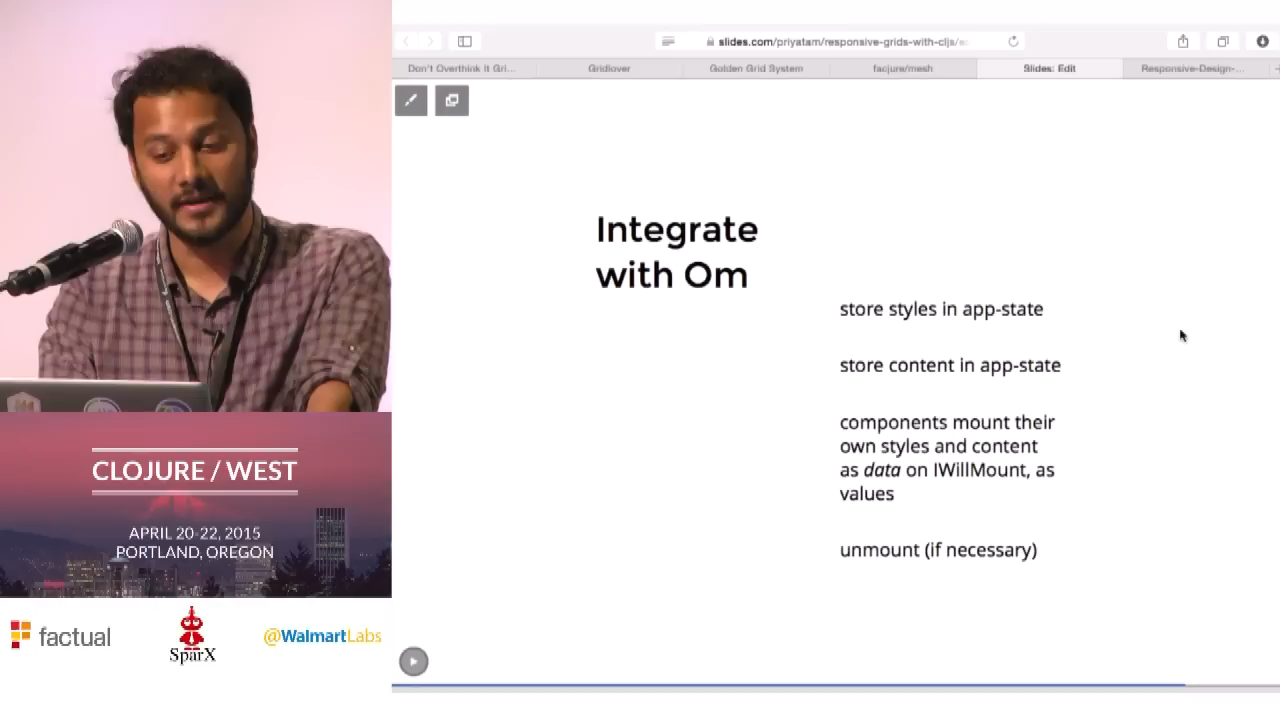 slides.com/priyatam/responsive-grids-with-cljs/e
Don't Overthink It Gri... Gridlover Golden Grid System facjure/mesh Slides: Edit Responsive-Design-...
Integrate
with Om
store styles in app-state
store content in app-state
components mount their
own styles and content
as data on IWillMount, as
values
unmount (if necessary)
CLOJURE / WEST
APRIL 20-22, 2015
PORTLAND, OREGON
factual
SparX
@WalmartLabs